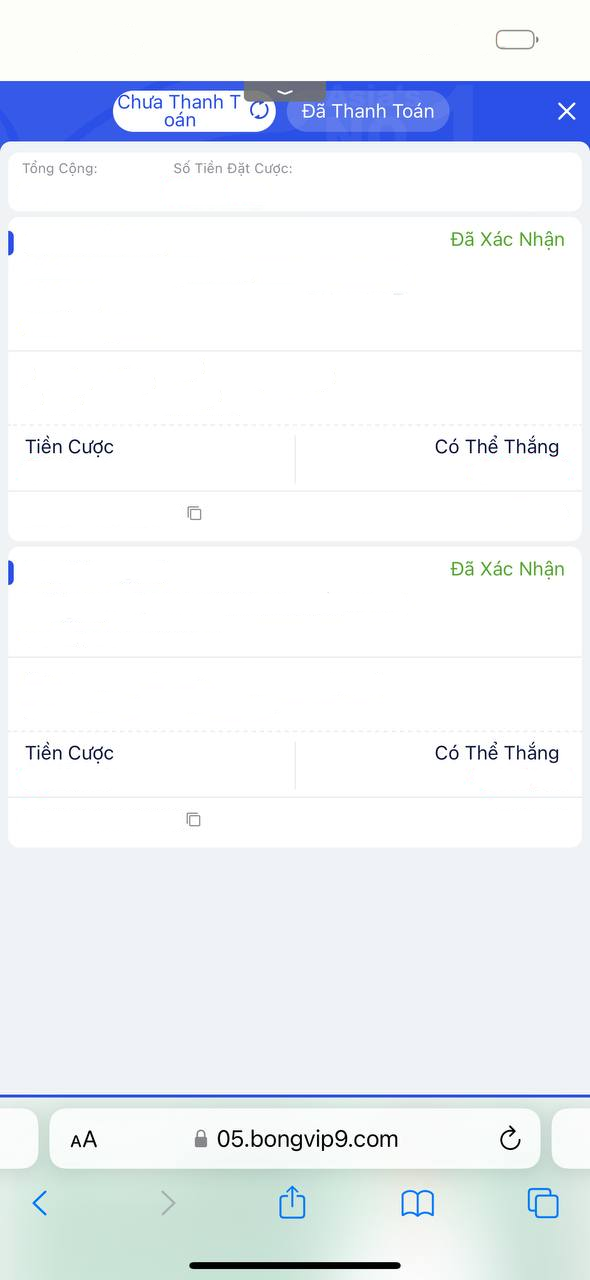 Chưa Thanh T
oán
Đã Thanh Toán
Tổng Cộng:
Số Tiền Đặt Cược:
Đã Xác Nhận
Tiền Cược
Có Thể Thắng
Đã Xác Nhận
Tiền Cược
Có Thể Thắng
AA
05.bongvip9.com